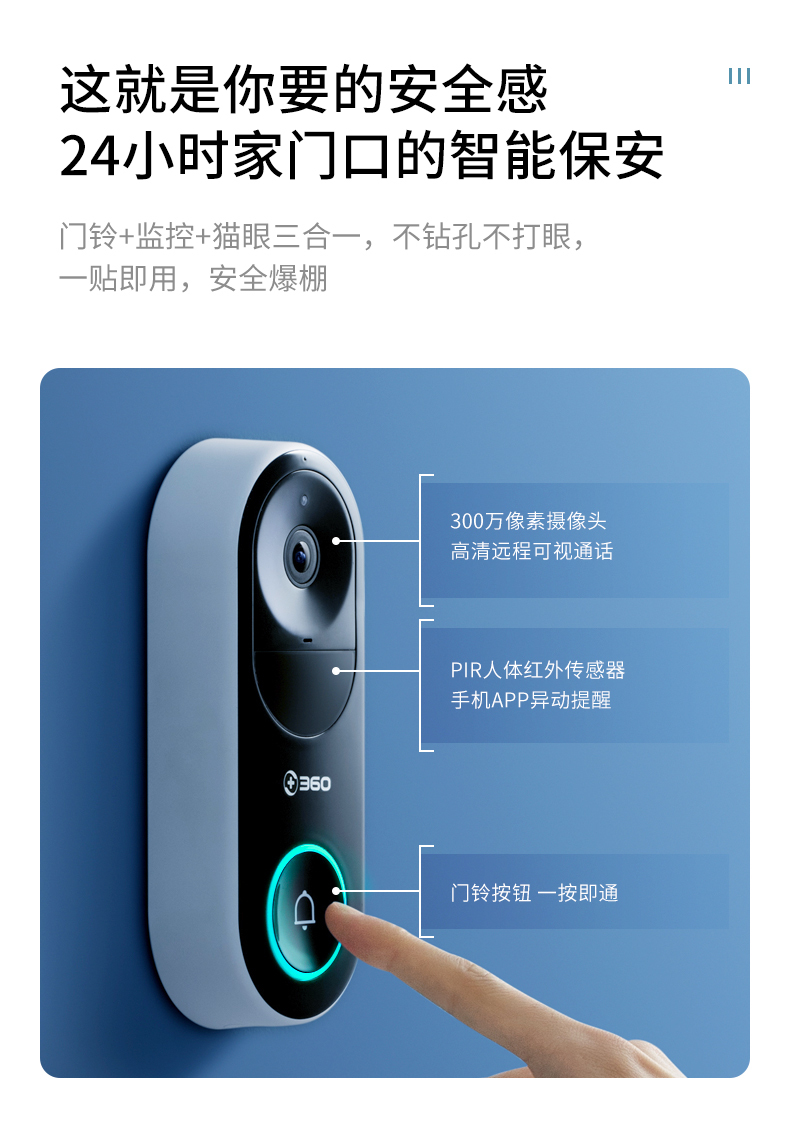 这就是你要的安全感
24小时家门口的智能保安
门铃+监控+猫眼三合一，不钻孔不打眼，
一贴即用，安全爆棚
300万像素摄像头
高清远程可视通话
PIR人体红外传感器
手机APP异动提醒
360
门铃按钮 一按即通